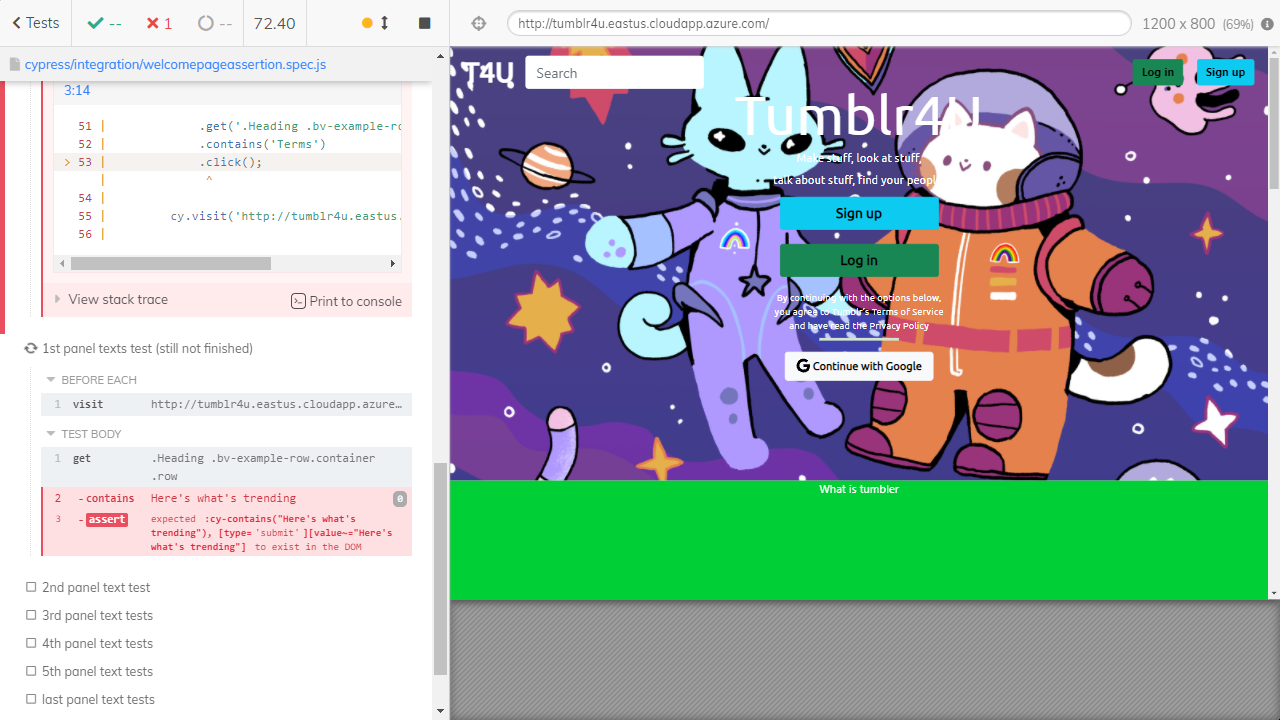 Tests
--
1
--
72.40
http://tumblr4u.eastus.cloudapp.azure.com/
1200 x 800 (69%)
cypress/integration/welcomepageassertion.spec.js
3:14
51 | .get('.Heading .bv-example-ro
52 | .contains('Terms')
> 53 | .click();
| ^
54 |
55 | cy.visit('http://tumblr4u.eastus.
56 |
View stack trace
Print to console
1st panel texts test (still not finished)
BEFORE EACH
1 visit http://tumblr4u.eastus.cloudapp.azure…
TEST BODY
1 get .Heading .bv-example-row.container
.row
2 -contains Here's what's trending 0
3 -assert expected :cy-contains("Here's what's
trending"), [type='submit'][value~="Here's
what's trending"] to exist in the DOM
2nd panel text test
3rd panel text tests
4th panel text tests
5th panel text tests
last panel text tests
T4U
Search
Log in
Sign up
Tumblr4U
Make stuff, look at stuff,
talk about stuff, find your people
Sign up
Log in
By continuing with the options below,
you agree to Tumblr's Terms of Service
and have read the Privacy Policy
Continue with Google
What is tumbler